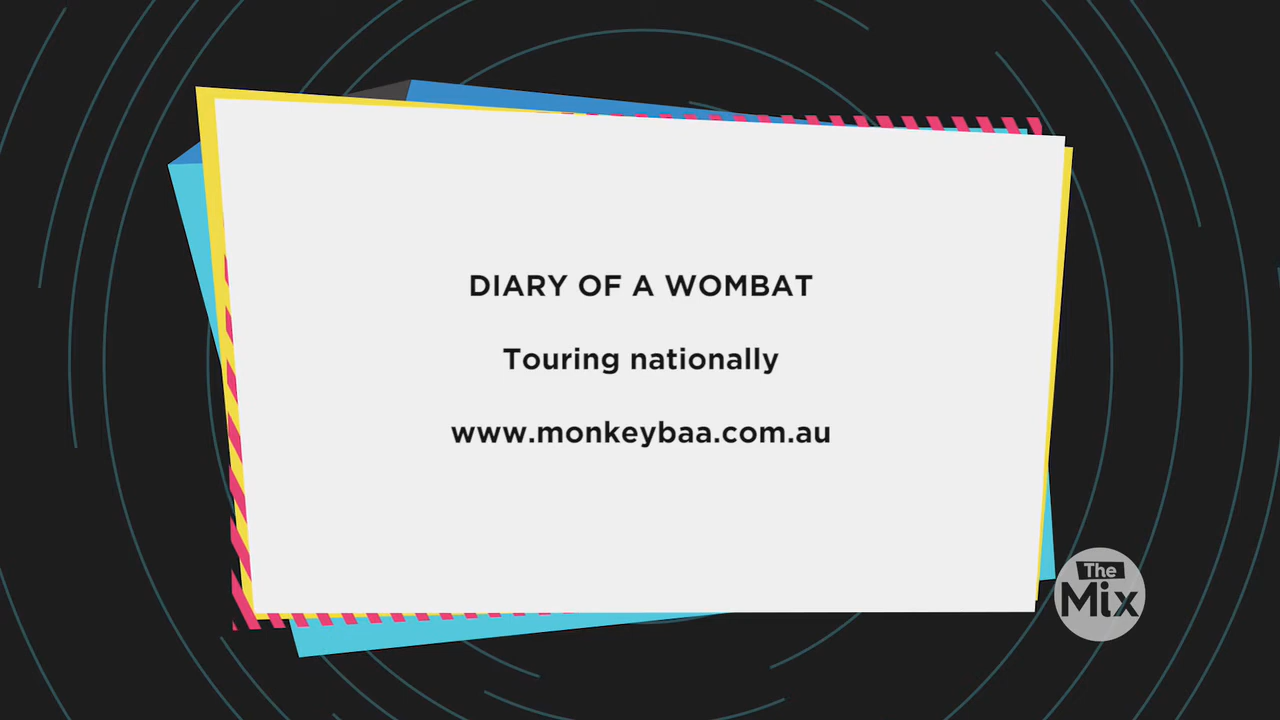 DIARY OF A WOMBAT
Touring nationally
www.monkeybaa.com.au
The
Mix